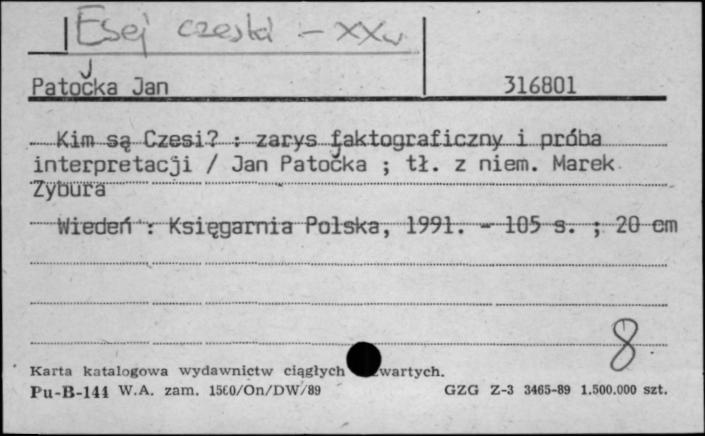 Esej czeski - XX w.
Patočka Jan 316801
Kim są Czesi? : zarys faktograficzny i próba
interpretacji / Jan Patočka ; tł. z niem. Marek
Zybura
Wiedeń : Księgarnia Polska, 1991. - 105 s. ; 20 cm
8
Karta katalogowa wydawnictw ciągłych wartych.
Pu-B-144 W.A. zam. 1560/On/DW/89 GZG Z-3 3465-89 1.500.000 szt.